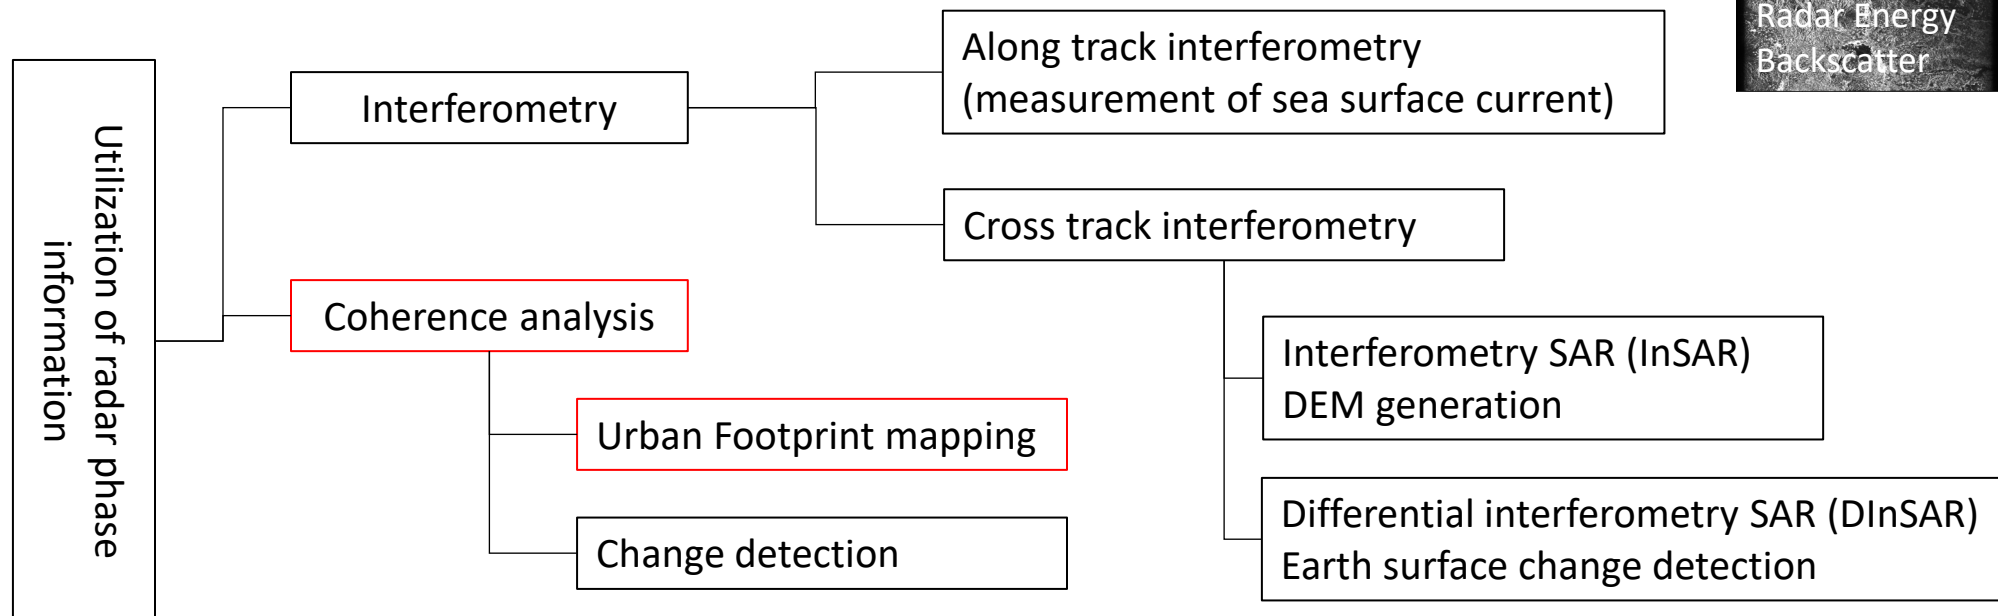 Radar Energy
Backscatter
Utilization of radar phase
information
Interferometry
Along track interferometry
(measurement of sea surface current)
Cross track interferometry
Coherence analysis
Interferometry SAR (InSAR)
DEM generation
Urban Footprint mapping
Differential interferometry SAR (DInSAR)
Earth surface change detection
Change detection